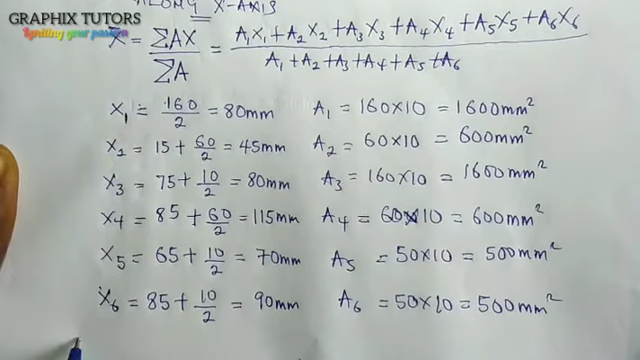 GRAPHIX TUTORS
Igniting your passion
ALONG X-AXIS
X̄ = ΣAX / ΣA = A₁X₁ + A₂X₂ + A₃X₃ + A₄X₄ + A₅X₅ + A₆X₆ / A₁ + A₂ + A₃ + A₄ + A₅ + A₆
X₁ = 160/2 = 80mm A₁ = 160×10 = 1600mm²
X₂ = 15 + 60/2 = 45mm A₂ = 60×10 = 600mm²
X₃ = 75 + 10/2 = 80mm A₃ = 160×10 = 1600mm²
X₄ = 85 + 60/2 = 115mm A₄ = 60×10 = 600mm²
X₅ = 65 + 10/2 = 70mm A₅ = 50×10 = 500mm²
X₆ = 85 + 10/2 = 90mm A₆ = 50×10 = 500mm²